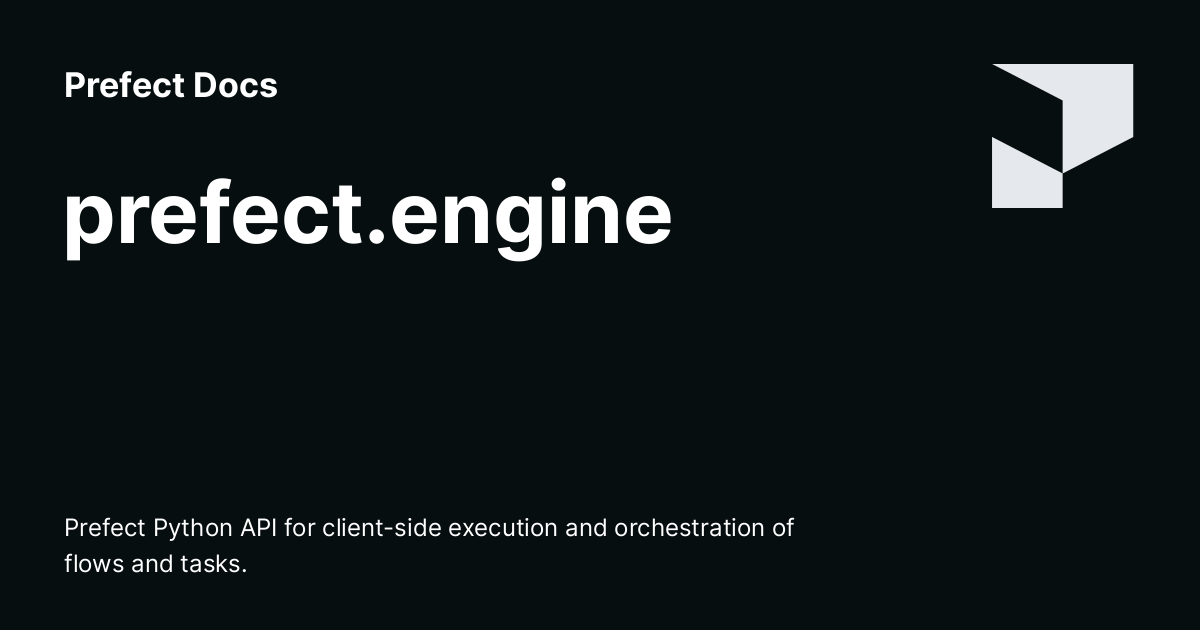 Prefect Docs
prefect.engine
Prefect Python API for client-side execution and orchestration of
flows and tasks.